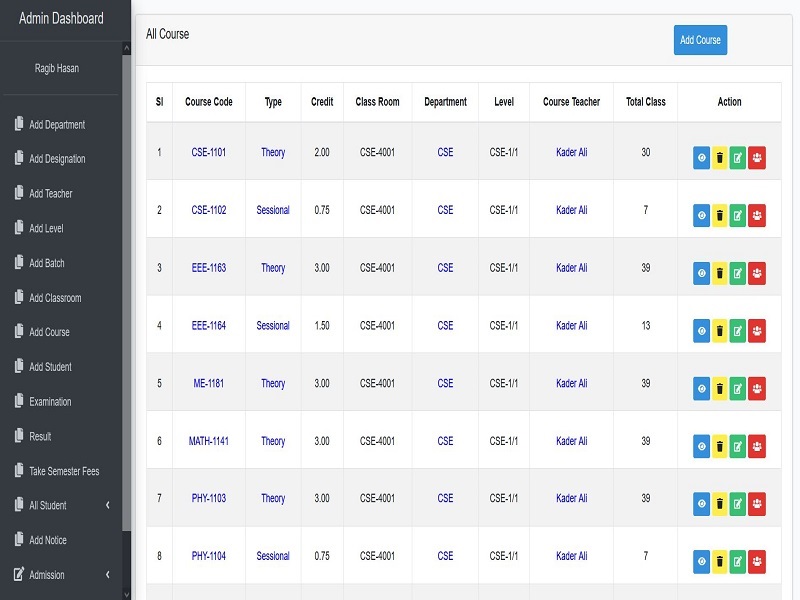 Admin Dashboard
Ragib Hasan
Add Department
Add Designation
Add Teacher
Add Level
Add Batch
Add Classroom
Add Course
Add Student
Examination
Result
Take Semester Fees
All Student
Add Notice
Admission
All Course
Add Course
Sl Course Code Type Credit Class Room Department Level Course Teacher Total Class Action
1 CSE-1101 Theory 2.00 CSE-4001 CSE CSE-1/1 Kader Ali 30
2 CSE-1102 Sessional 0.75 CSE-4001 CSE CSE-1/1 Kader Ali 7
3 EEE-1163 Theory 3.00 CSE-4001 CSE CSE-1/1 Kader Ali 39
4 EEE-1164 Sessional 1.50 CSE-4001 CSE CSE-1/1 Kader Ali 13
5 ME-1181 Theory 3.00 CSE-4001 CSE CSE-1/1 Kader Ali 39
6 MATH-1141 Theory 3.00 CSE-4001 CSE CSE-1/1 Kader Ali 39
7 PHY-1103 Theory 3.00 CSE-4001 CSE CSE-1/1 Kader Ali 39
8 PHY-1104 Sessional 0.75 CSE-4001 CSE CSE-1/1 Kader Ali 7